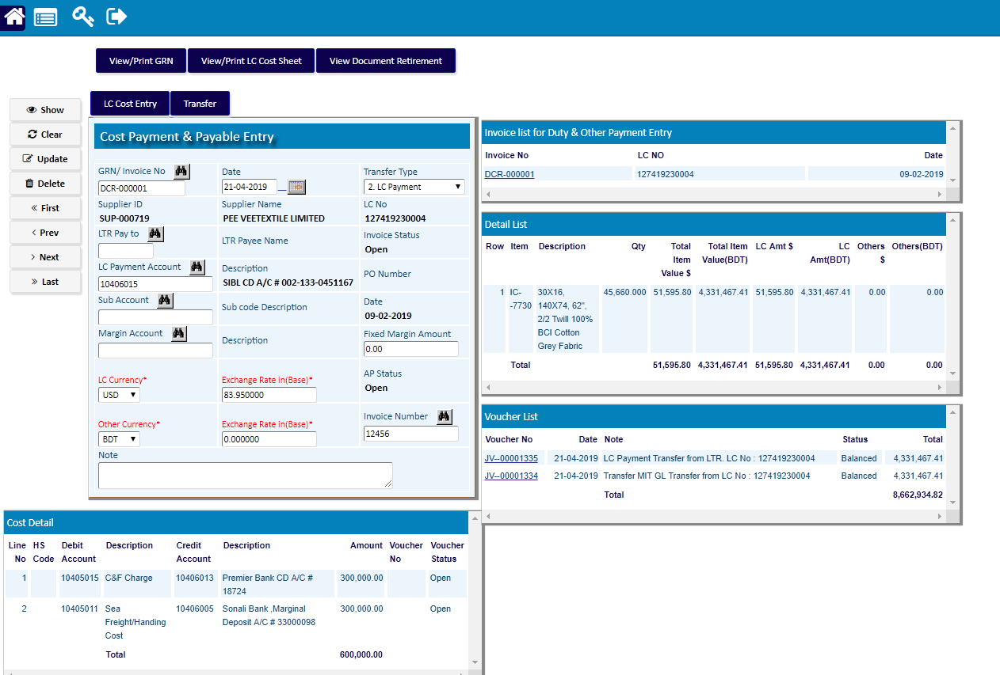 View/Print GRN View/Print LC Cost Sheet View Document Retirement
LC Cost Entry Transfer
Show
Clear
Update
Delete
« First
‹ Prev
› Next
» Last
Cost Payment & Payable Entry
GRN/ Invoice No Date Transfer Type
DCR-000001 21-04-2019 2. LC Payment
Supplier ID Supplier Name LC No
SUP-000719 PEE VEETEXTILE LIMITED 127419230004
LTR Pay to LTR Payee Name Invoice Status
Open
LC Payment Account Description PO Number
10406015 SIBL CD A/C # 002-133-0451167
Sub Account Sub code Description Date
09-02-2019
Margin Account Description Fixed Margin Amount
0.00
LC Currency* Exchange Rate in(Base)* AP Status
USD 83.950000 Open
Other Currency* Exchange Rate in(Base)* Invoice Number
BDT 0.000000 12456
Note
Invoice list for Duty & Other Payment Entry
Invoice No LC NO Date
DCR-000001 127419230004 09-02-2019
Detail List
Row Item Description Qty Total LC Amt $ Total Item LC Others Others(BDT)
Item Value(BDT) Amt(BDT) $
Value $
1 IC- 30X16, 45,660.000 51,595.80 4,331,467.41 51,595.80 4,331,467.41 0.00 0.00
-7730 140X74, 62",
2/2 Twill 100%
BCI Cotton
Grey Fabric
Total 51,595.80 4,331,467.41 51,595.80 4,331,467.41 0.00 0.00
Voucher List
Voucher No Date Note Status Total
JV--00001335 21-04-2019 LC Payment Transfer from LTR. LC No : 127419230004 Balanced 4,331,467.41
JV--00001334 21-04-2019 Transfer MIT GL Transfer from LC No : 127419230004 Balanced 4,331,467.41
Total 8,662,934.82
Cost Detail
Line HS Debit Description Credit Description Amount Voucher Voucher
No Code Account Account No Status
1 10405015 C&F Charge 10406013 Premier Bank CD A/C # 300,000.00 Open
18724
2 10405011 Sea 10406005 Sonali Bank ,Marginal 300,000.00 Open
Freight/Handing Deposit A/C # 33000098
Cost
Total 600,000.00